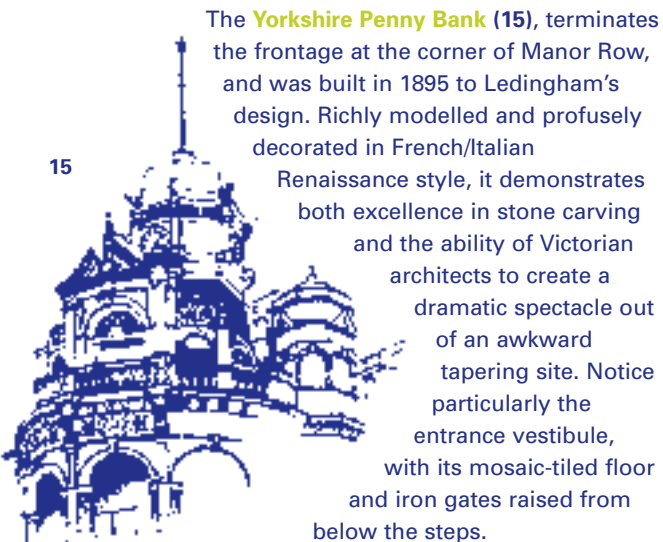 The Yorkshire Penny Bank (15), terminates
the frontage at the corner of Manor Row,
and was built in 1895 to Ledingham's
design. Richly modelled and profusely
decorated in French/Italian
15
Renaissance style, it demonstrates
both excellence in stone carving
and the ability of Victorian
architects to create a
dramatic spectacle out
of an awkward
tapering site. Notice
particularly the
entrance vestibule,
with its mosaic-tiled floor
and iron gates raised from
below the steps.